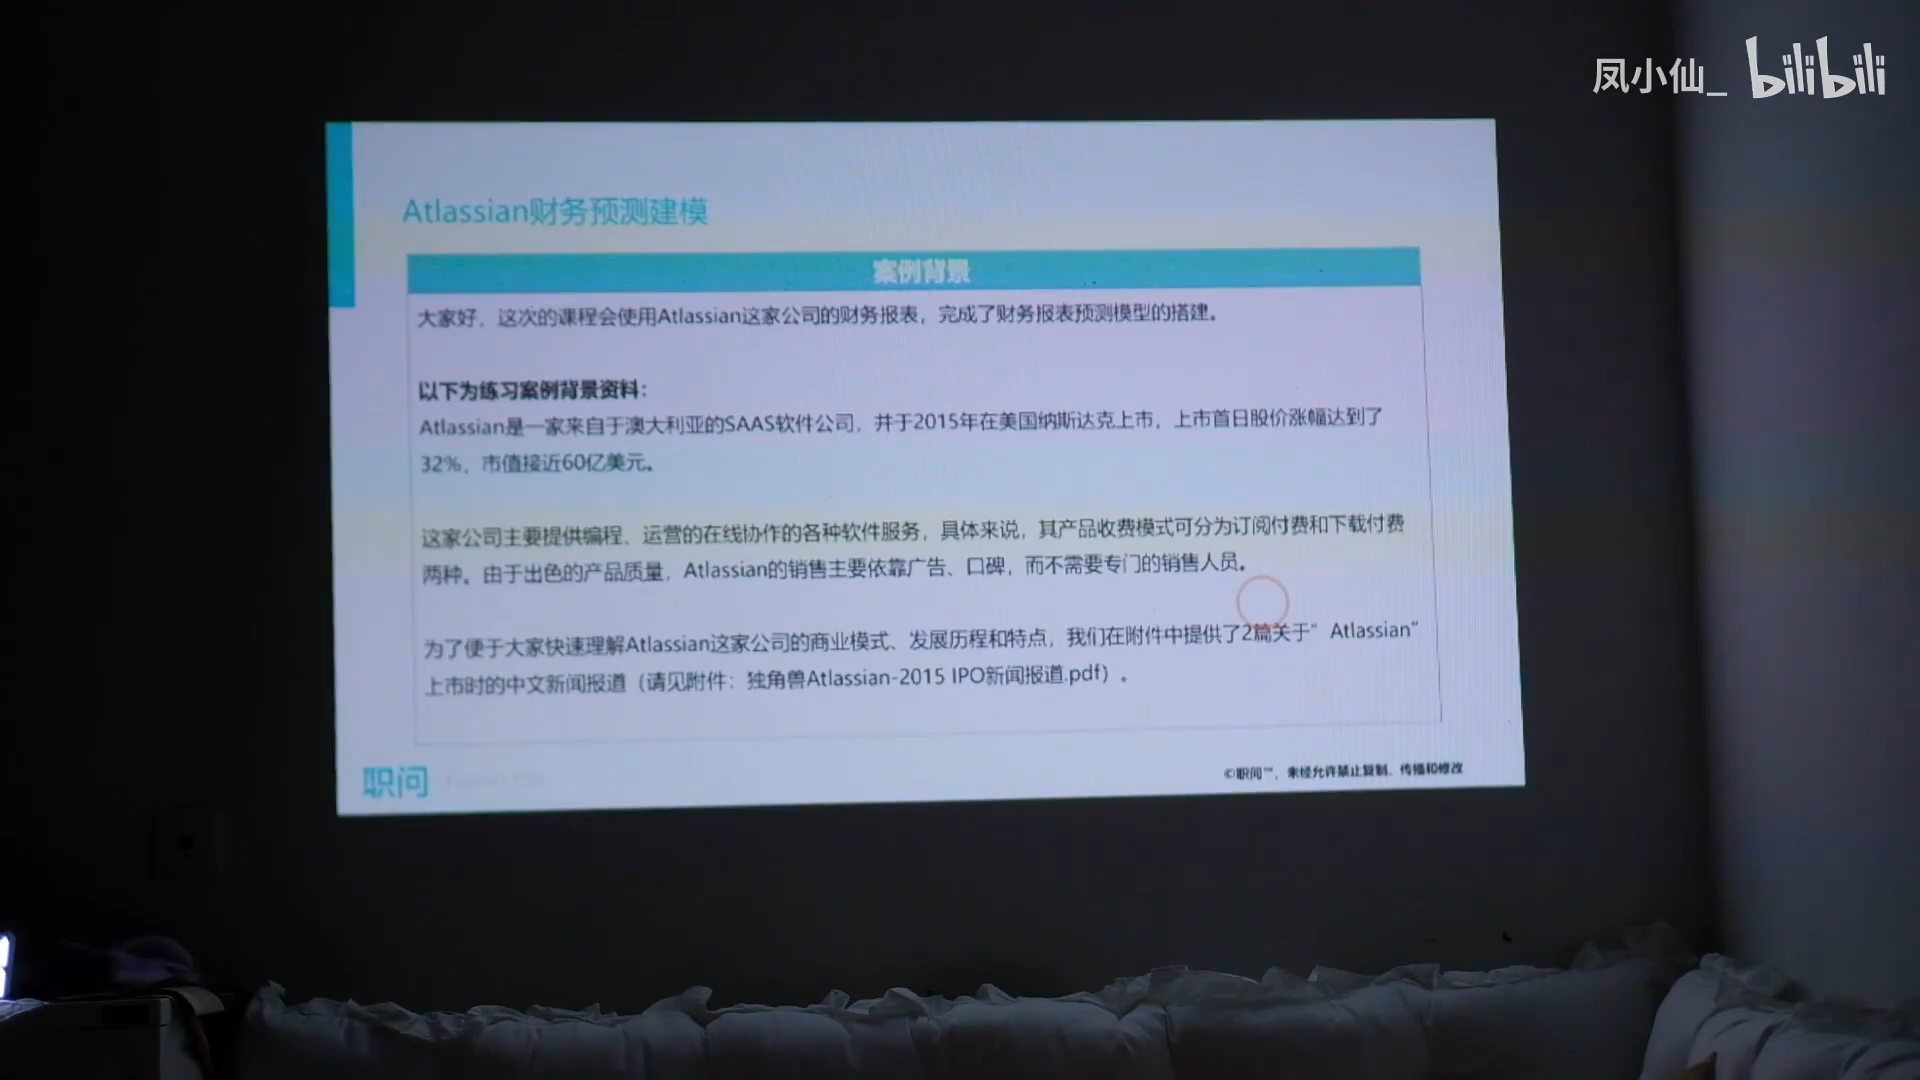 凤小仙_ bilibili
Atlassian财务预测建模
案例背景
大家好，这次的课程会使用Atlassian这家公司的财务报表，完成了财务报表预测模型的搭建。
以下为练习案例背景资料：
Atlassian是一家来自于澳大利亚的SAAS软件公司，并于2015年在美国纳斯达克上市，上市首日股价涨幅达到了
32%，市值接近60亿美元。
这家公司主要提供编程、运营的在线协作的各种软件服务，具体来说，其产品收费模式可分为订阅付费和下载付费
两种。由于出色的产品质量，Atlassian的销售主要依靠广告、口碑，而不需要专门的销售人员。
为了便于大家快速理解Atlassian这家公司的商业模式、发展历程和特点，我们在附件中提供了2篇关于“Atlassian”
上市时的中文新闻报道（请见附件：独角兽Atlassian-2015 IPO新闻报道.pdf）。
职问
©职问™，未经允许禁止复制、传播和修改